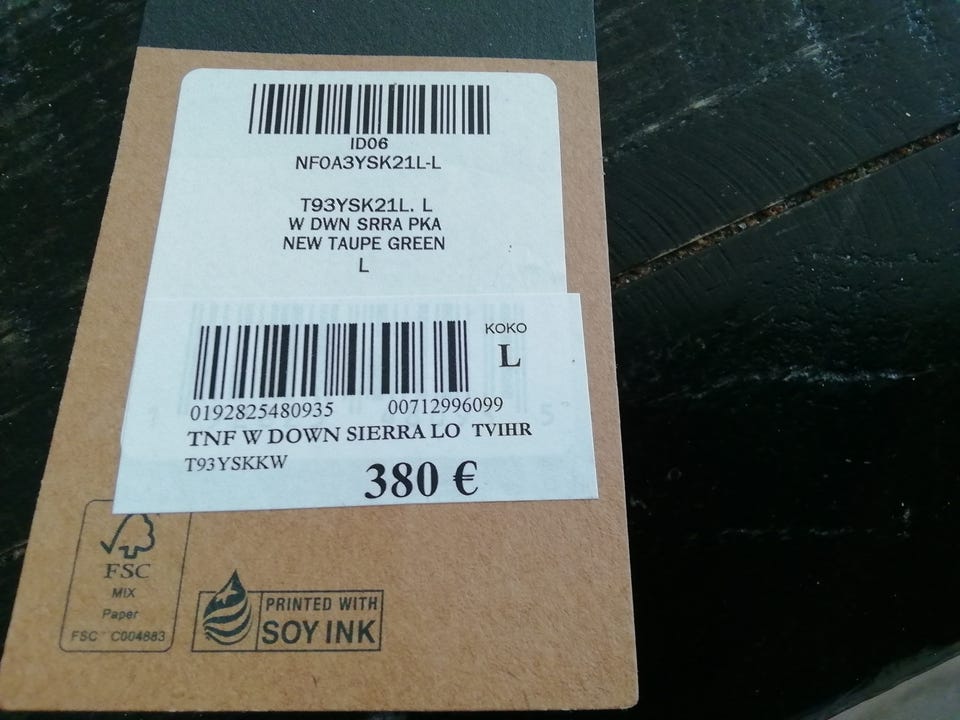 ID06
NF0A3YSK21L-L
T93YSK21L. L
W DWN SRRA PKA
NEW TAUPE GREEN
L
KOKO
L
0192825480935 00712996099
TNF W DOWN SIERRA LO TVIHR
T93YSKKW
380 €
FSC
MIX
Paper
FSC™ C004883
PRINTED WITH
SOY INK